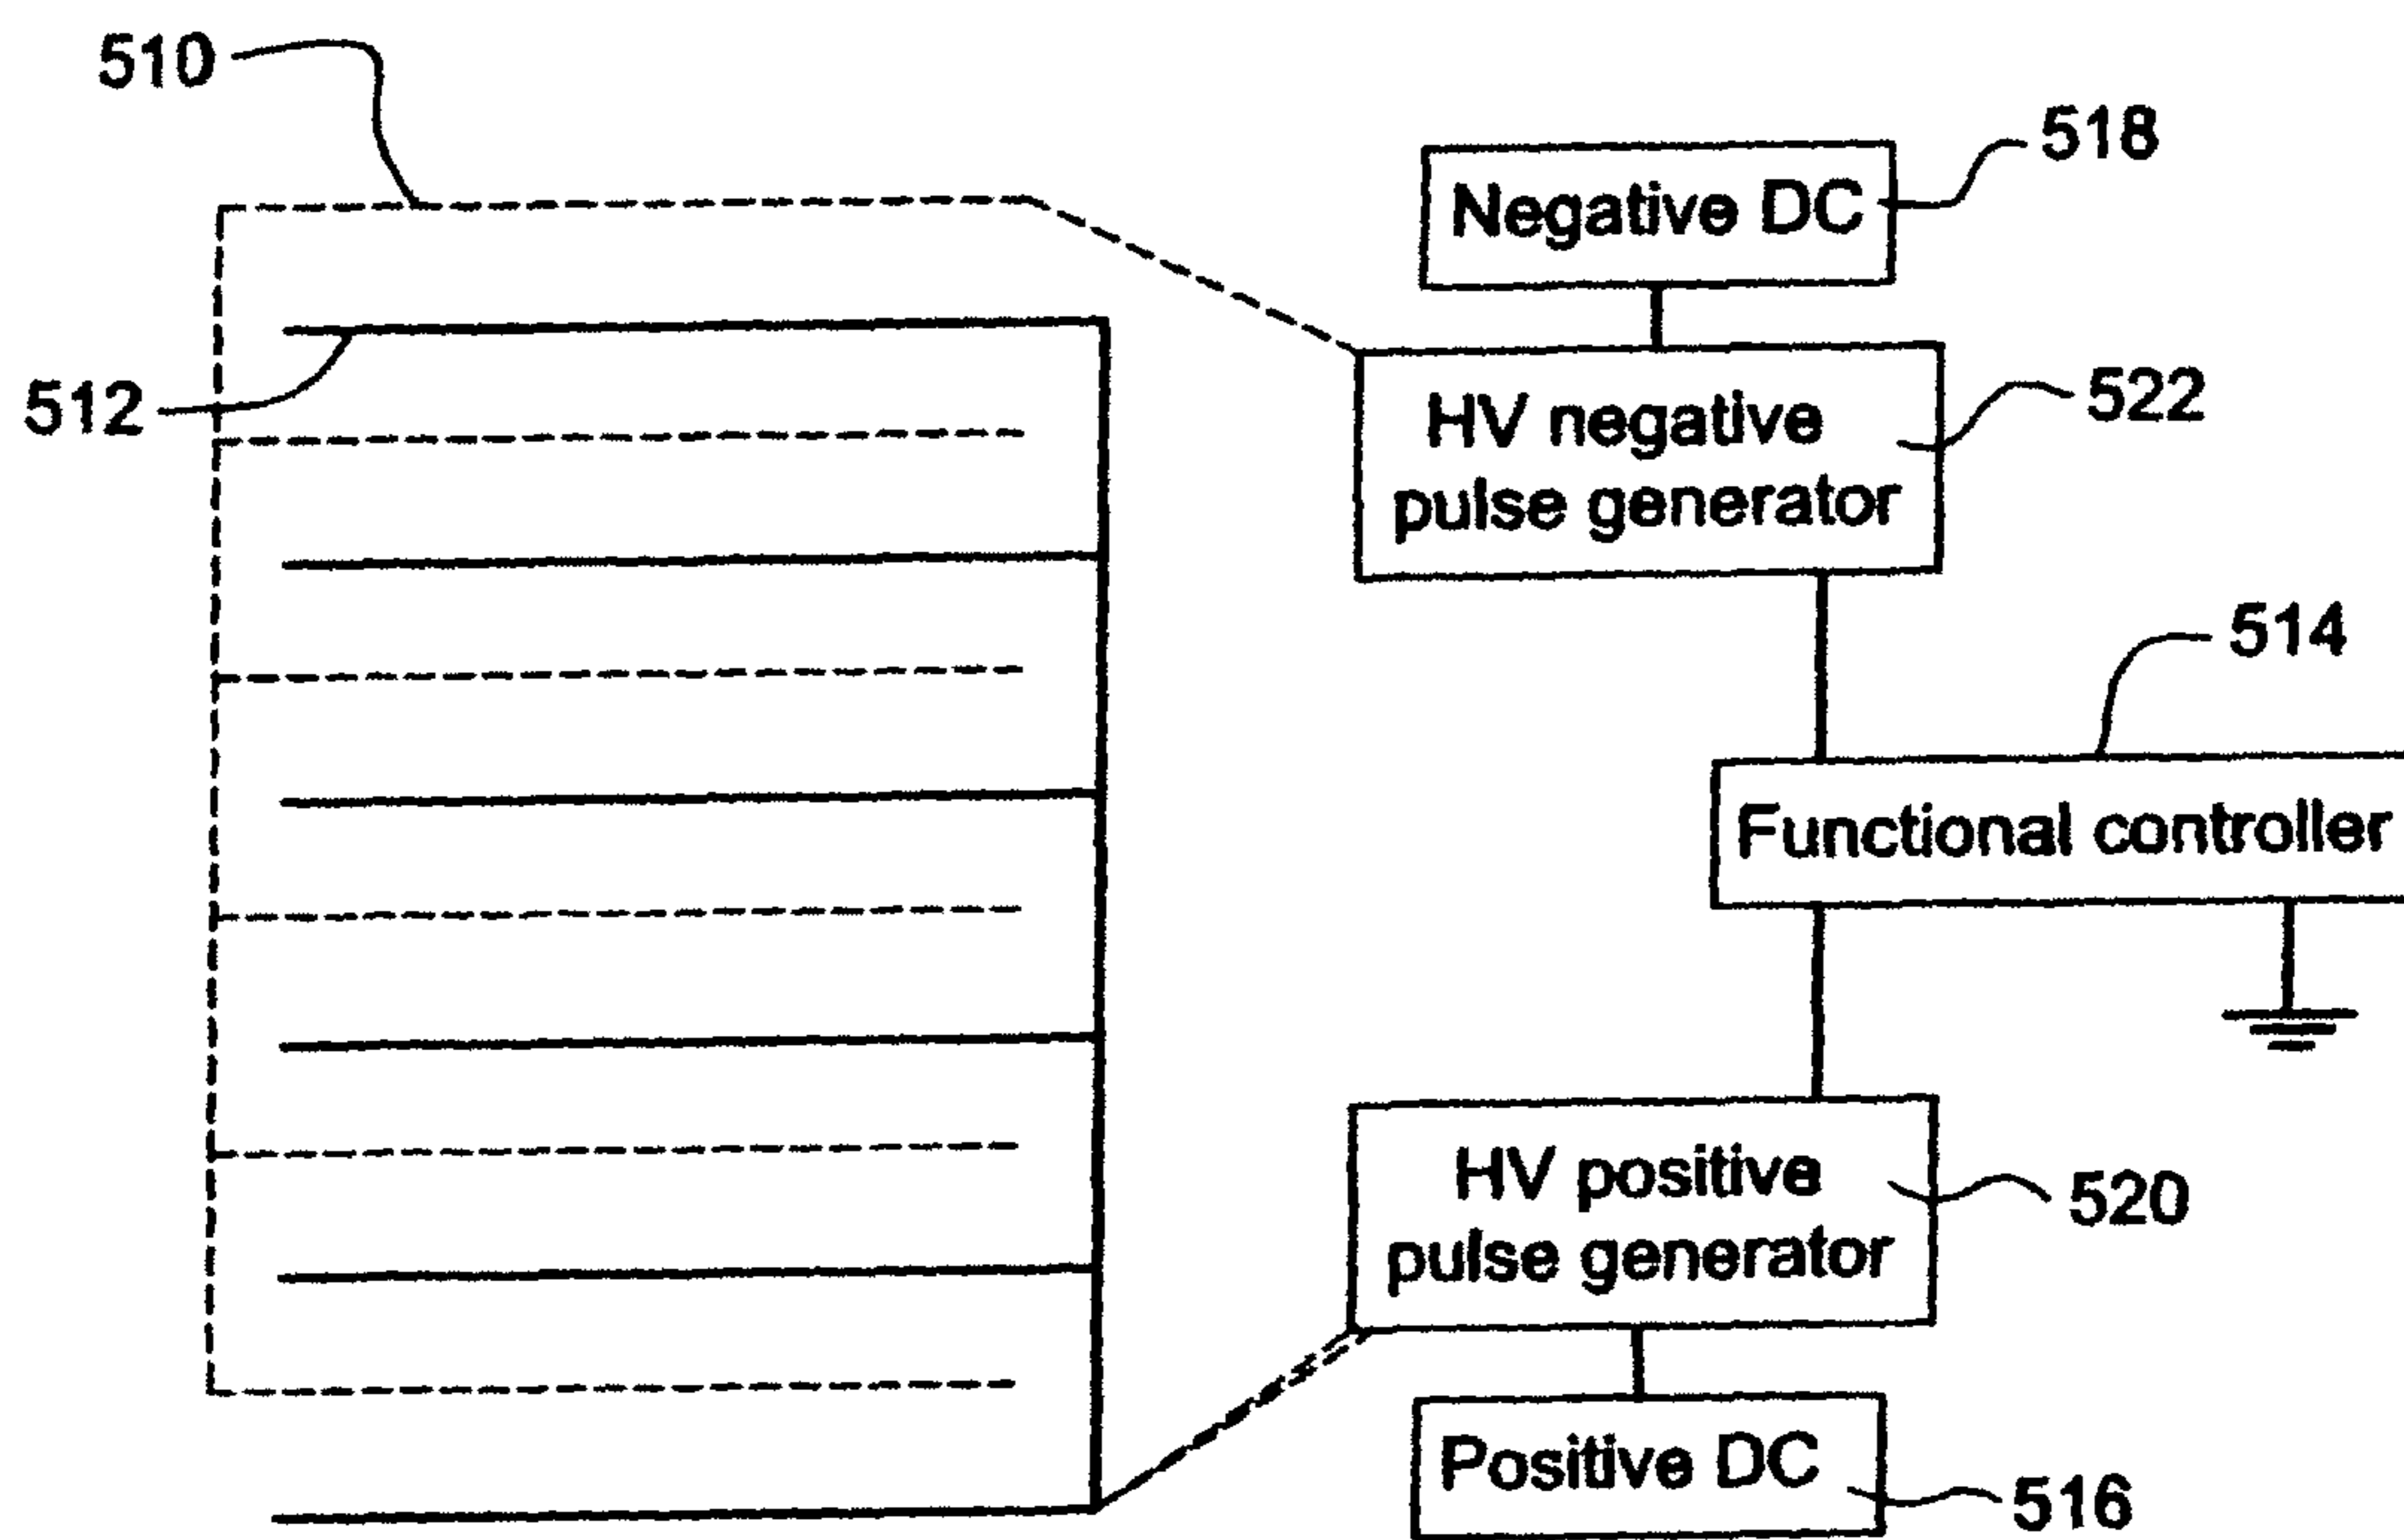 510
518
Negative DC
512
HV negative
pulse generator
522
514
Functional controller
HV positive
pulse generator
520
Positive DC
516